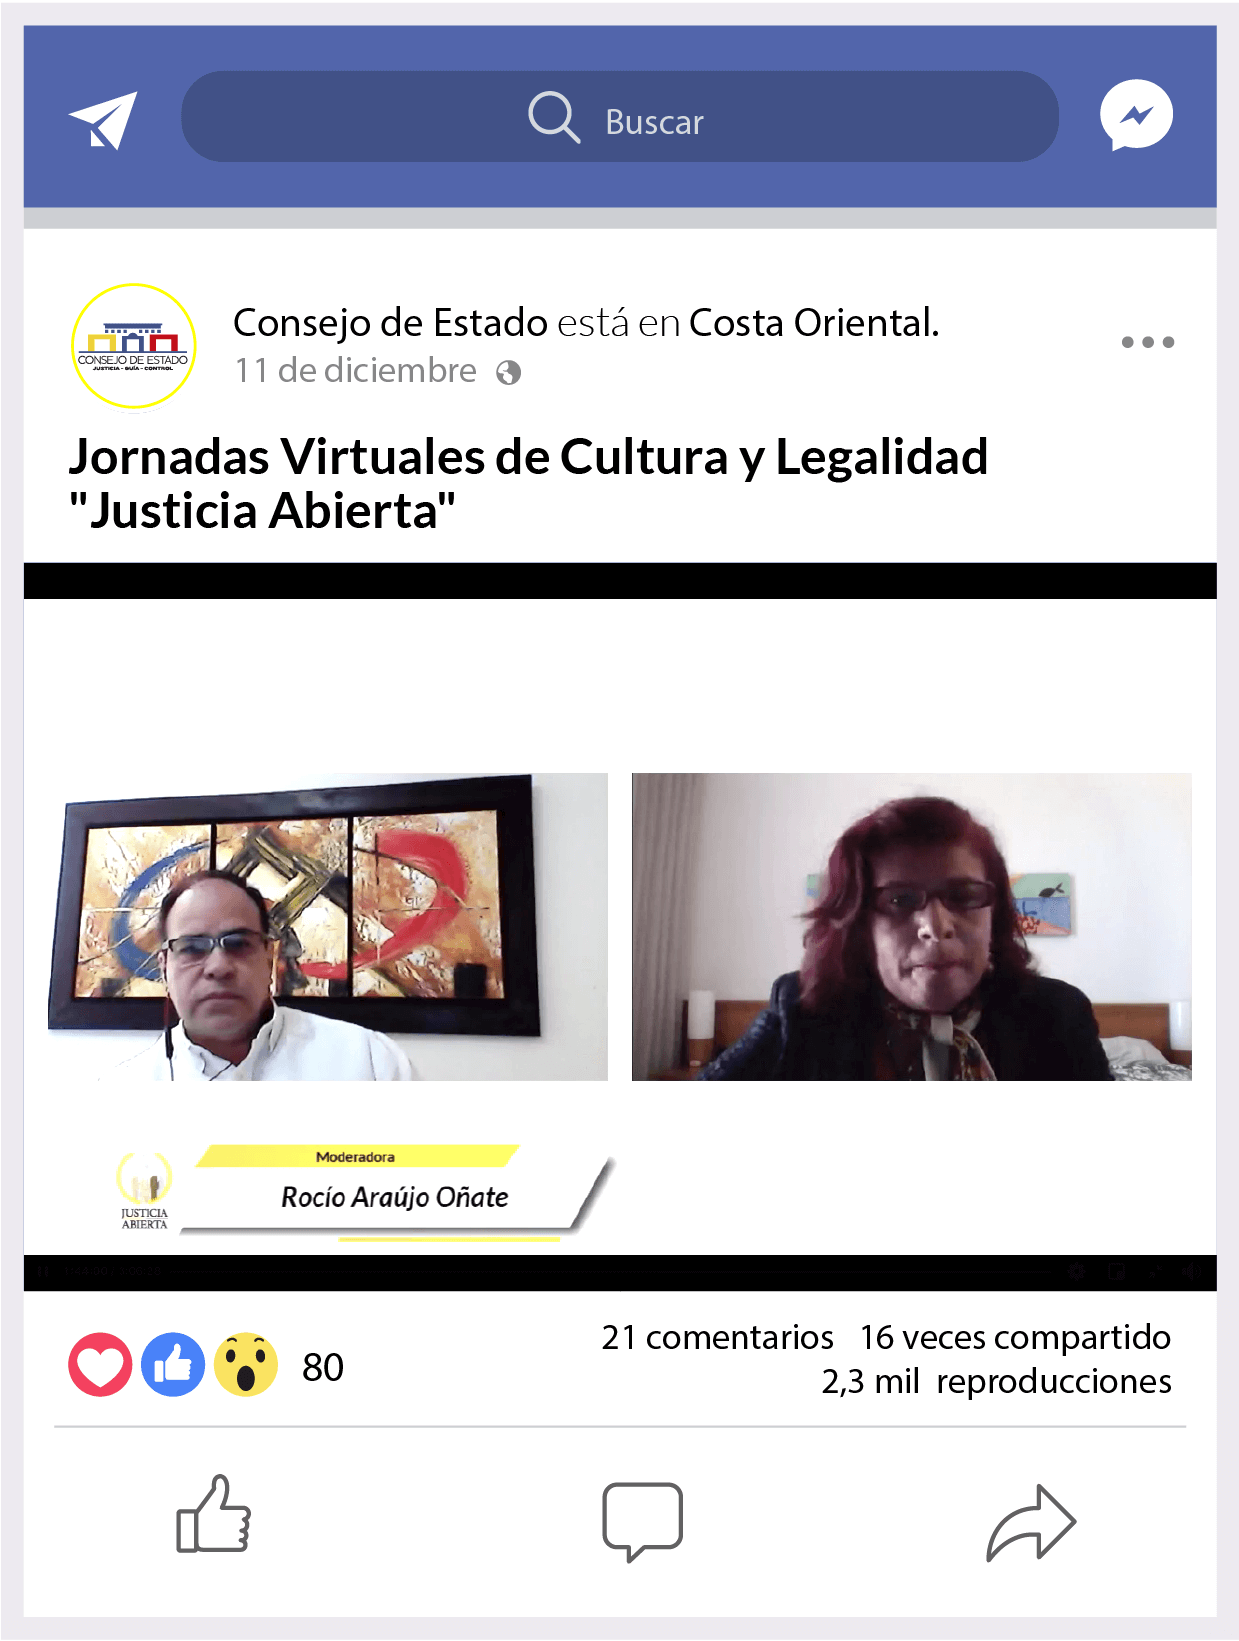 Buscar
Consejo de Estado está en Costa Oriental.
11 de diciembre
CONSEJO DE ESTADO
JUSTICIA - GUÍA - CONTROL
Jornadas Virtuales de Cultura y Legalidad
"Justicia Abierta"
Moderadora
Rocío Araújo Oñate
JUSTICIA
ABIERTA
80
21 comentarios 16 veces compartido
2,3 mil reproducciones